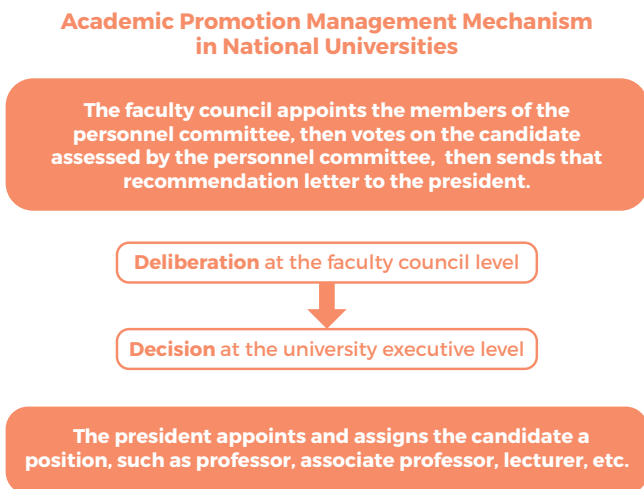 Academic Promotion Management Mechanism
in National Universities
The faculty council appoints the members of the
personnel committee, then votes on the candidate
assessed by the personnel committee, then sends that
recommendation letter to the president.
Deliberation at the faculty council level
Decision at the university executive level
The president appoints and assigns the candidate a
position, such as professor, associate professor, lecturer, etc.